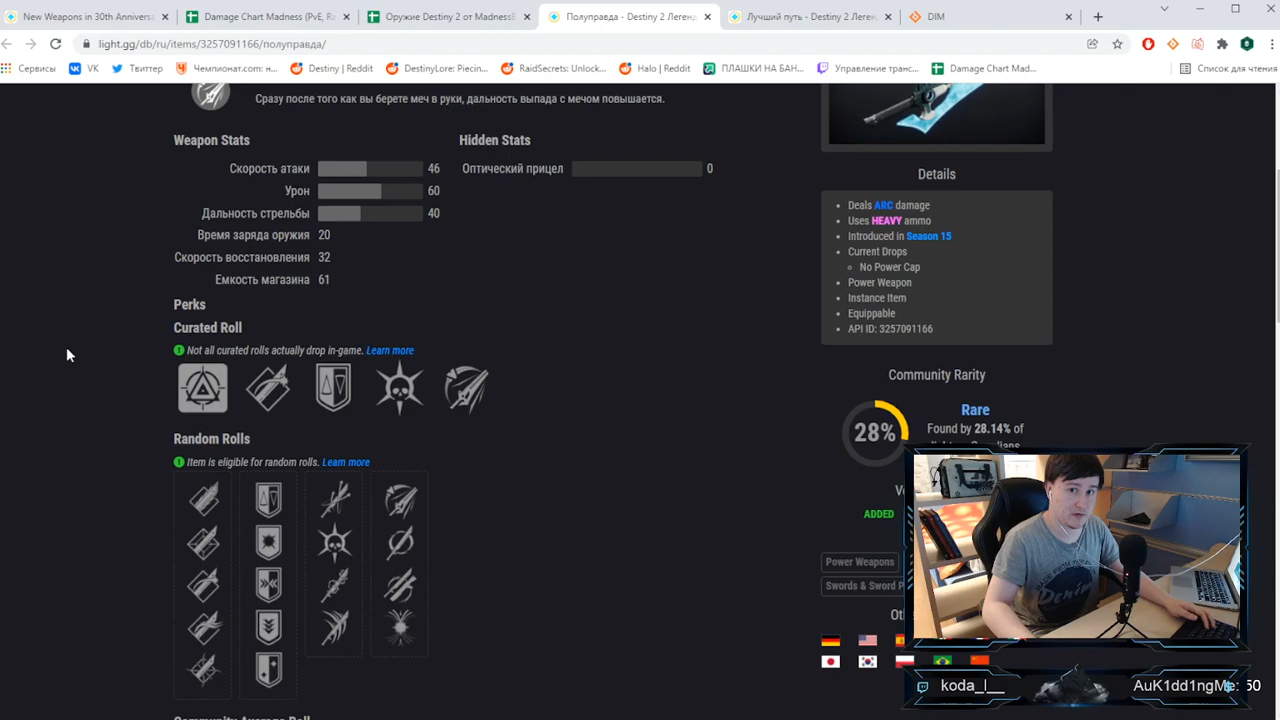 New Weapons in 30th Annivers
Damage Chart Madness (PvE, Ra
Оружие Destiny 2 от MadnessB
Полуправда - Destiny 2 Леген
Лучший путь - Destiny 2 Леген
DIM
light.gg/db/ru/items/3257091166/полуправда/
Сервисы
VK
Твиттер
Чемпионат.com: н...
Destiny | Reddit
DestinyLore: Piecin...
RaidSecrets: Unlock...
Halo | Reddit
ПЛАШКИ НА БАН...
Управление транс...
Damage Chart Mad...
Список для чтения
Сразу после того как вы берете меч в руки, дальность выпада с мечом повышается.
Weapon Stats
Hidden Stats
Скорость атаки 46
Оптический прицел 0
Урон 60
Дальность стрельбы 40
Время заряда оружия 20
Скорость восстановления 32
Емкость магазина 61
Perks
Curated Roll
Not all curated rolls actually drop in-game. Learn more
Random Rolls
Item is eligible for random rolls. Learn more
Details
Deals ARC damage
Uses HEAVY ammo
Introduced in Season 15
Current Drops
No Power Cap
Power Weapon
Instance Item
Equippable
API ID: 3257091166
Community Rarity
28%
Rare
Found by 28.14% of
ADDED
Power Weapons
Swords & Sword P
koda_l__
AuK1dd1ngMe: 50